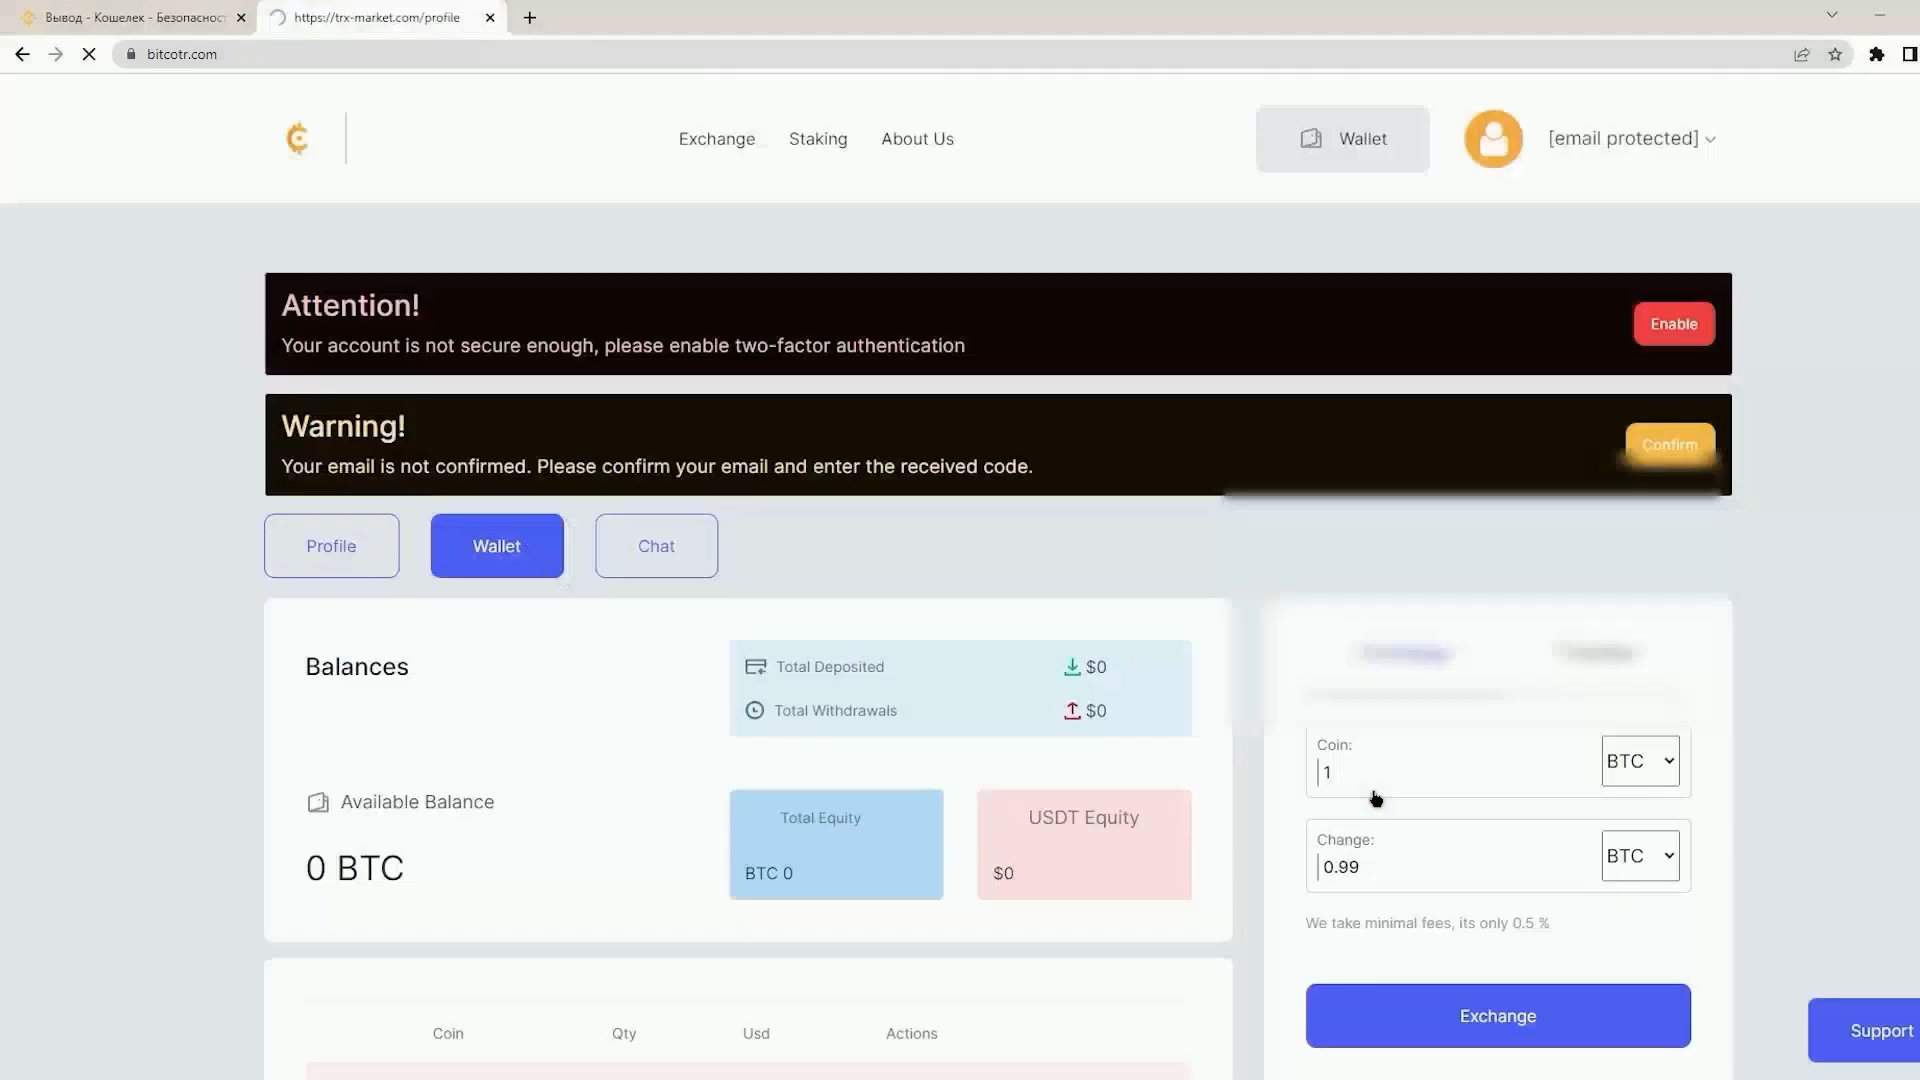 Вывод - Кошелек - Безопаснос
https://trx-market.com/profile
bitcotr.com
Exchange
Staking
About Us
Wallet
[email protected]
Attention!
Your account is not secure enough, please enable two-factor authentication
Enable
Warning!
Your email is not confirmed. Please confirm your email and enter the received code.
Confirm
Profile
Wallet
Chat
Balances
Total Deposited
$0
Total Withdrawals
$0
Available Balance
0 BTC
Total Equity
BTC 0
USDT Equity
$0
Coin:
1
BTC
Change:
0.99
BTC
We take minimal fees, its only 0.5 %
Exchange
Coin
Qty
Usd
Actions
Support